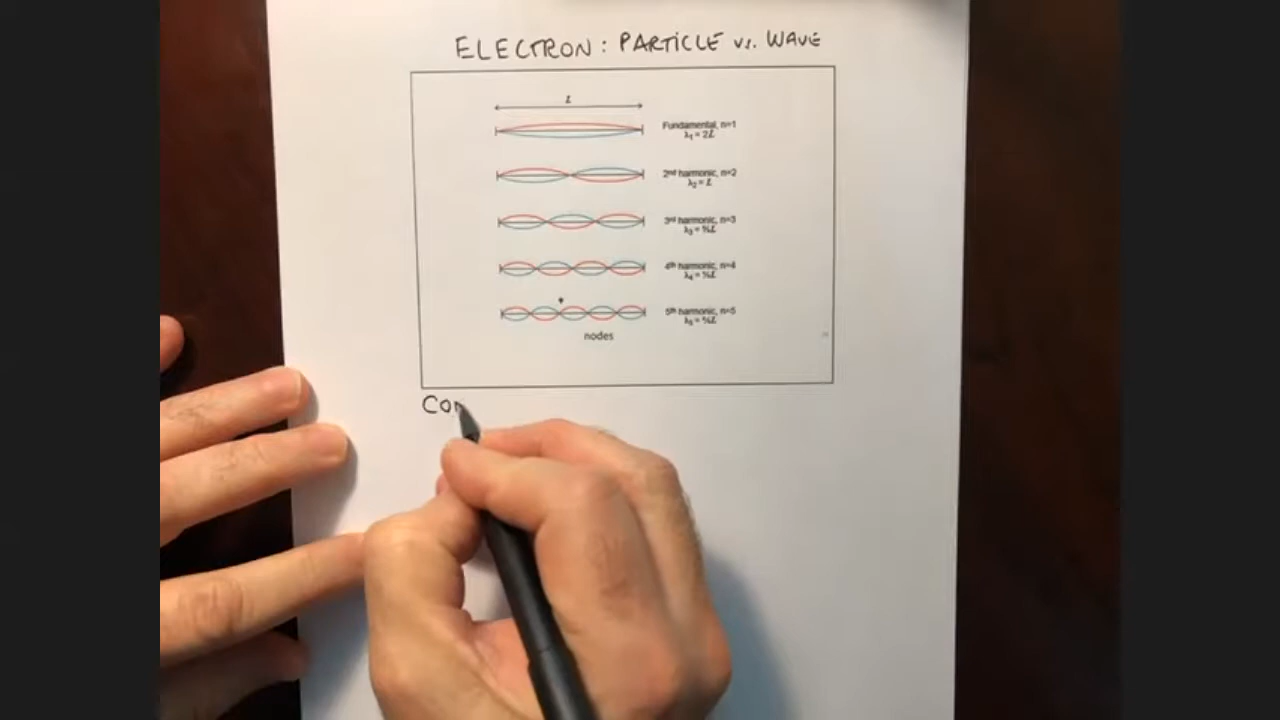 ELECTRON: PARTICLE vs. WAVE
ℓ
Fundamental, n=1
λ₁ = 2ℓ
2nd harmonic, n=2
λ₂ = ℓ
3rd harmonic, n=3
4th harmonic, n=4
5th harmonic, n=5
nodes